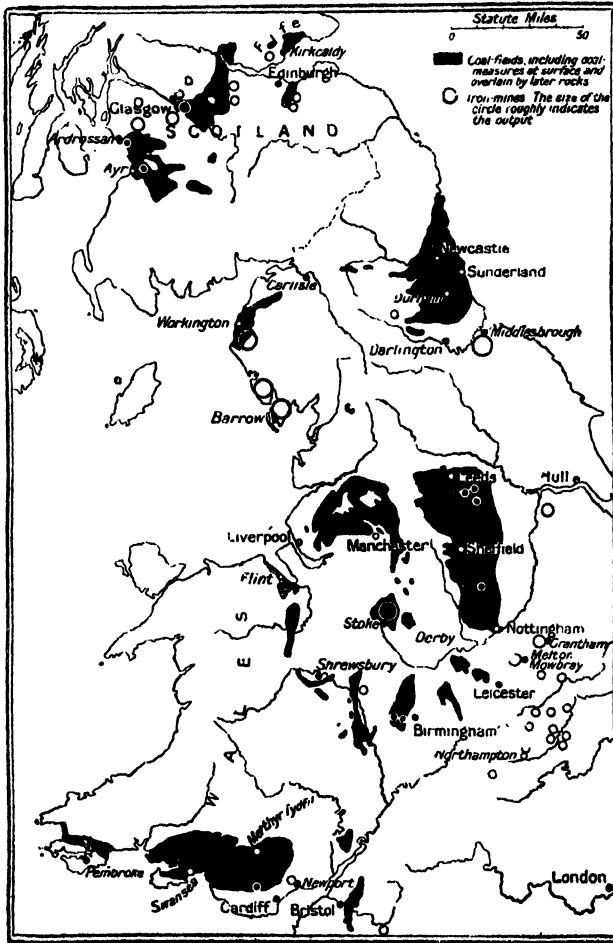 Statute Miles
0 50
Coal-fields, including coal-
measures at surface and
overlain by later rocks
Iron-mines The size of the
circle roughly indicates
the output
Fife
Kirkcaldy
Edinburgh
Glasgow
SCOTLAND
Ardrossan
Ayr
Newcastle
Sunderland
Durham
Carlisle
Workington
Middlesbrough
Darlington
Barrow
Leeds
Hull
Liverpool
Manchester
Sheffield
Flint
Stoke
Derby
Nottingham
Grantham
Melton
Mowbray
Shrewsbury
Leicester
Birmingham
Northampton
WALES
Merthyr Tydfil
Pembroke
Swansea
Newport
Cardiff
Bristol
London